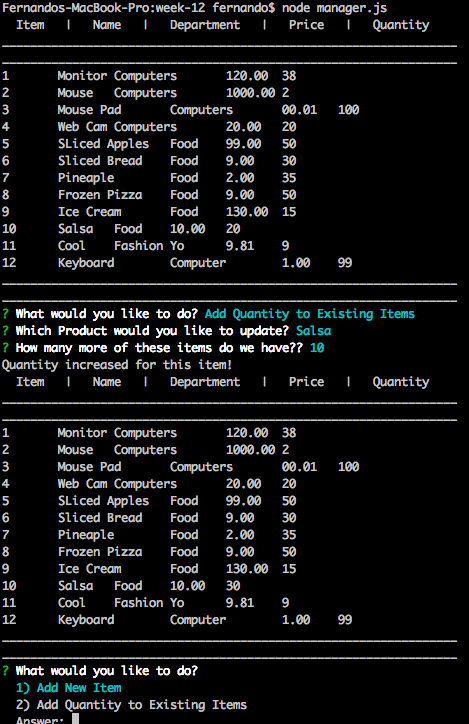 Fernandos-MacBook-Pro:week-12 fernando$ node manager.js
Item | Name | Department | Price | Quantity
1 Monitor Computers 120.00 38
2 Mouse Computers 1000.00 2
3 Mouse Pad Computers 00.01 100
4 Web Cam Computers 20.00 20
5 SLiced Apples Food 99.00 50
6 Sliced Bread Food 9.00 30
7 Pineaple Food 2.00 35
8 Frozen Pizza Food 9.00 50
9 Ice Cream Food 130.00 15
10 Salsa Food 10.00 20
11 Cool Fashion Yo 9.81 9
12 Keyboard Computer 1.00 99
? What would you like to do? Add Quantity to Existing Items
? Which Product would you like to update? Salsa
? How many more of these items do we have?? 10
Quantity increased for this item!
Item | Name | Department | Price | Quantity
1 Monitor Computers 120.00 38
2 Mouse Computers 1000.00 2
3 Mouse Pad Computers 00.01 100
4 Web Cam Computers 20.00 20
5 SLiced Apples Food 99.00 50
6 Sliced Bread Food 9.00 30
7 Pineaple Food 2.00 35
8 Frozen Pizza Food 9.00 50
9 Ice Cream Food 130.00 15
10 Salsa Food 10.00 30
11 Cool Fashion Yo 9.81 9
12 Keyboard Computer 1.00 99
? What would you like to do?
1) Add New Item
2) Add Quantity to Existing Items
Answer: